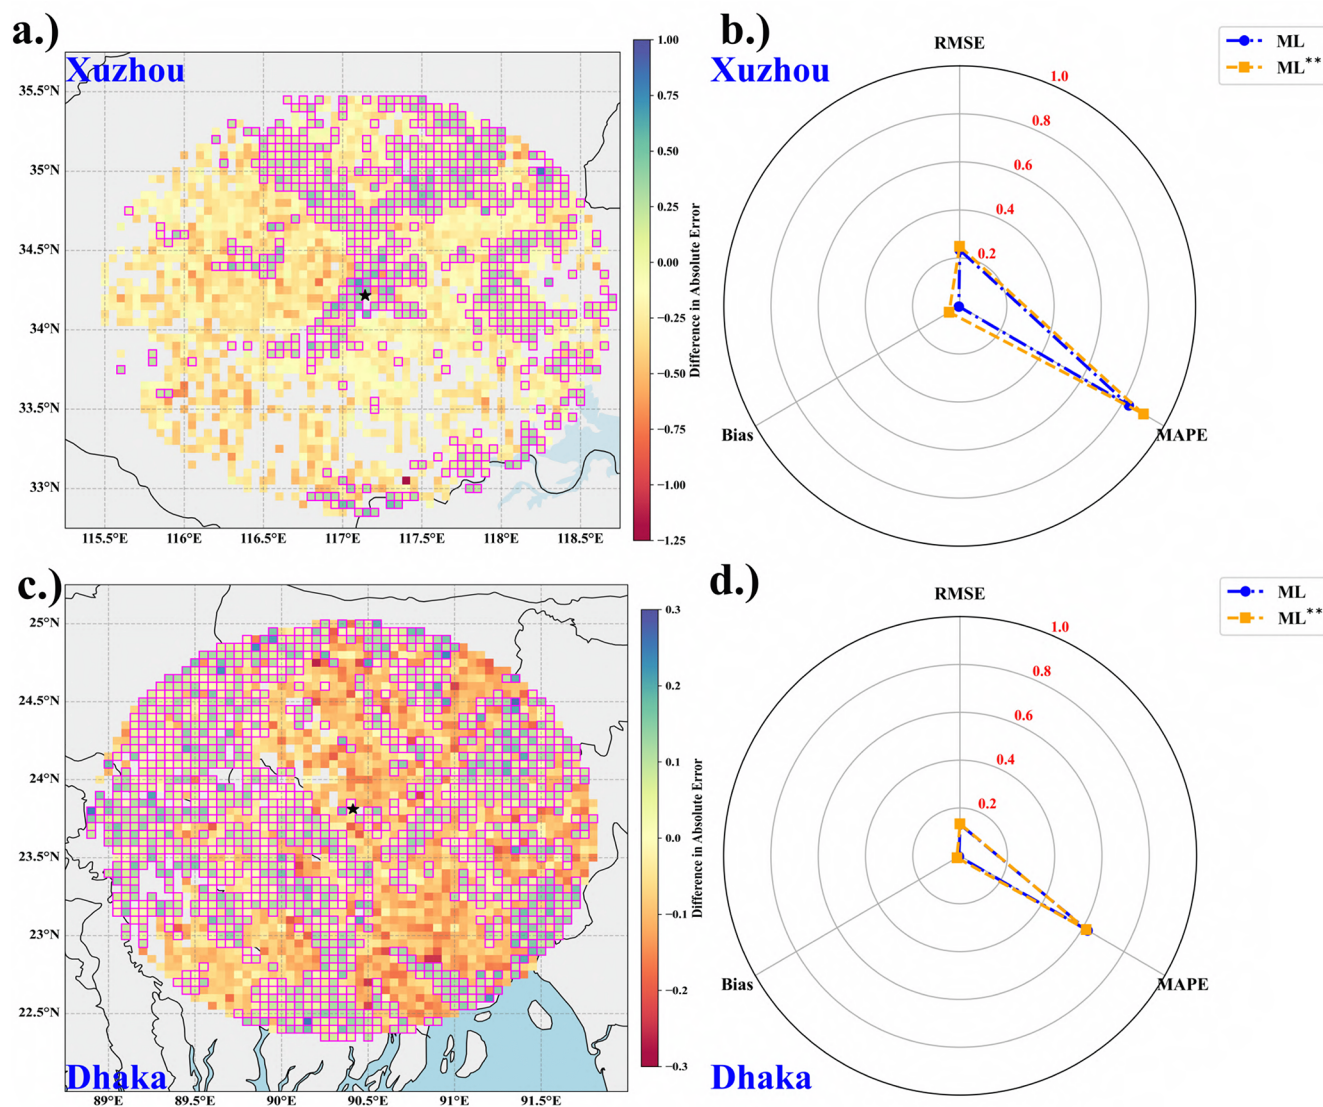 a.)
Xuzhou
35.5°N
35°N
34.5°N
34°N
33.5°N
33°N
115.5°E 116°E 116.5°E 117°E 117.5°E 118°E 118.5°E
1.00
0.75
0.50
0.25
0.00
−0.25
−0.50
−0.75
−1.00
−1.25
Difference in Absolute Error
b.)
Xuzhou
RMSE
1.0
0.8
0.6
0.4
0.2
Bias
MAPE
ML
ML**
c.)
25°N
24.5°N
24°N
23.5°N
23°N
22.5°N
Dhaka
89°E 89.5°E 90°E 90.5°E 91°E 91.5°E
0.3
0.2
0.1
0.0
−0.1
−0.2
−0.3
Difference in Absolute Error
d.)
RMSE
1.0
0.8
0.6
0.4
0.2
Bias
MAPE
Dhaka
ML
ML**